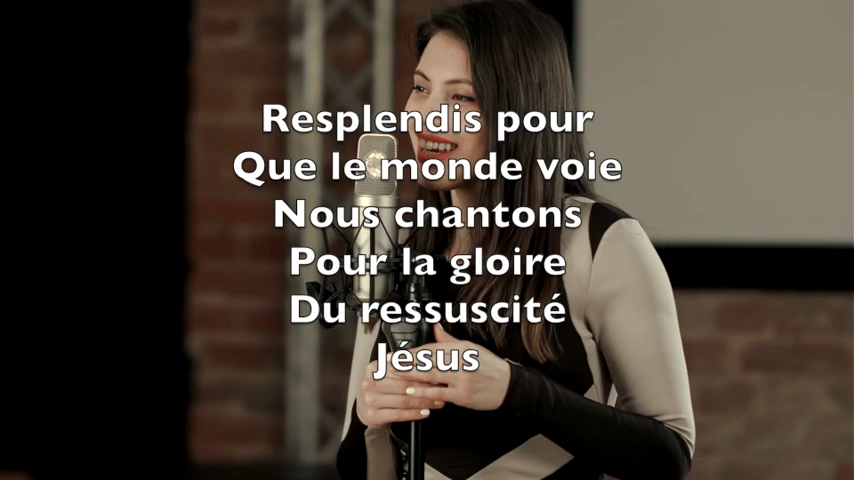 Resplendis pour
Que le monde voie
Nous chantons
Pour la gloire
Du ressuscité
Jésus